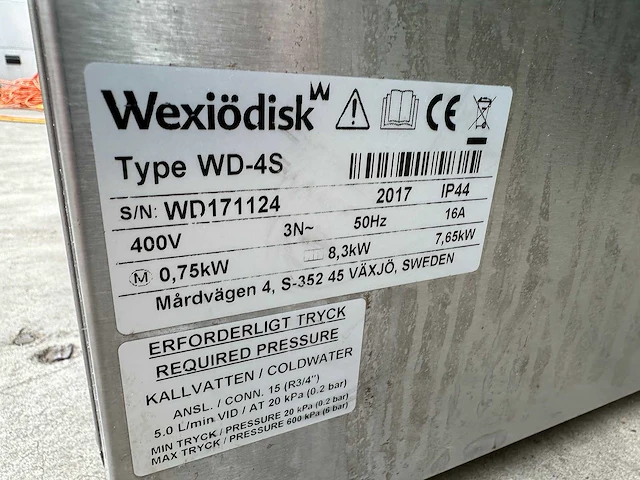 Wexiödisk CE
Type WD-4S
S/N: WD171124 2017 IP44
400V 3N~ 50Hz 16A
M 0,75kW 8,3kW 7,65kW
Mårdvägen 4, S-352 45 VÄXJÖ, SWEDEN
ERFORDERLIGT TRYCK
REQUIRED PRESSURE
KALLVATTEN / COLDWATER
ANSL. / CONN. 15 (R3/4")
5.0 L/min VID / AT 20 kPa (0.2 bar)
MIN TRYCK / PRESSURE 20 kPa (0.2 bar)
MAX TRYCK / PRESSURE 600 kPa (6 bar)